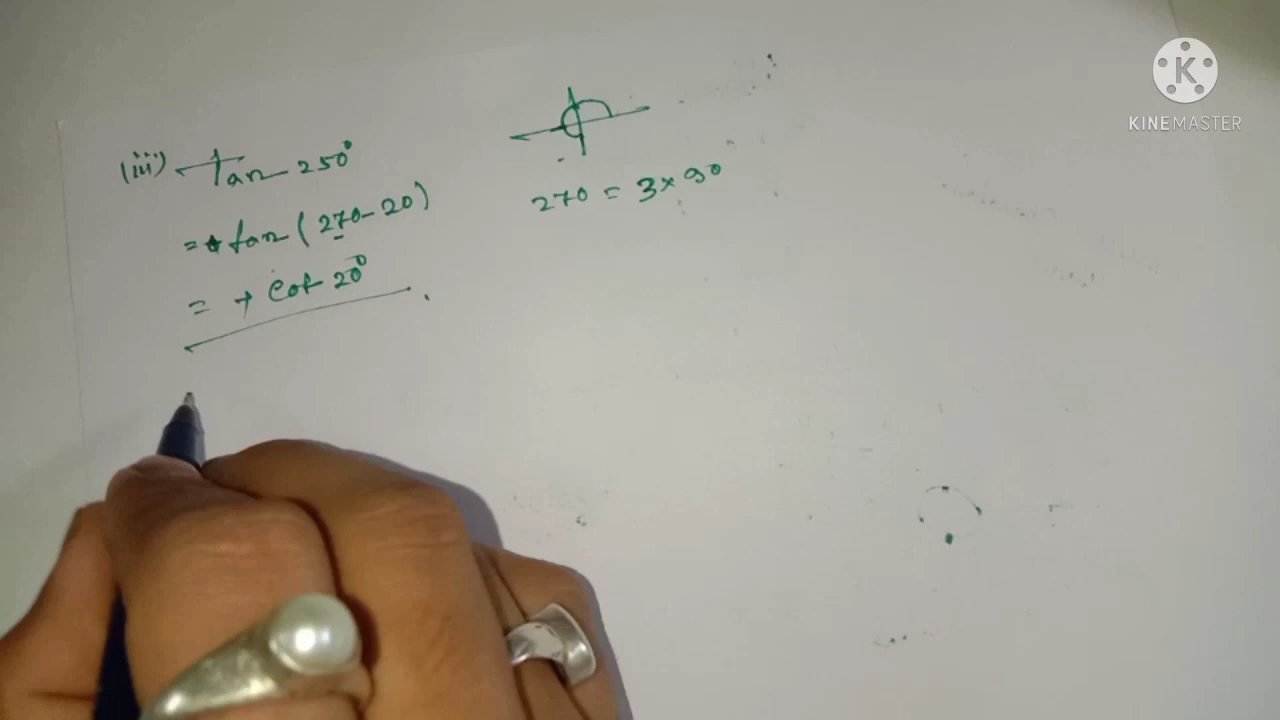 (iii) Tan 250°
= tan (270-20)
= + Cot 20°
270 = 3 × 90
K
KINEMASTER